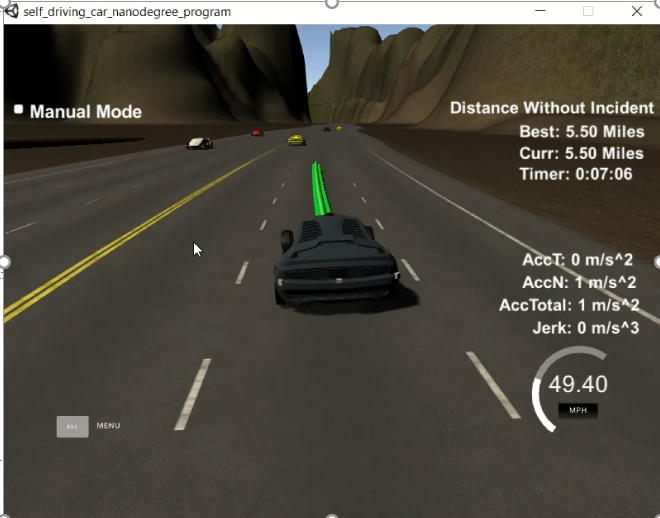 self_driving_car_nanodegree_program
Manual Mode
Distance Without Incident
Best: 5.50 Miles
Curr: 5.50 Miles
Timer: 0:07:06
AccT: 0 m/s^2
AccN: 1 m/s^2
AccTotal: 1 m/s^2
Jerk: 0 m/s^3
49.40
MPH
ESC MENU